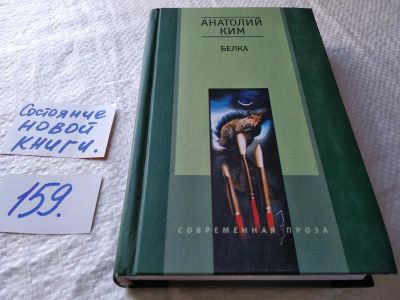 АНАТОЛИЙ
КИМ
БЕЛКА
СОВРЕМЕННАЯ ПРОЗА
Состояние
НОВОЙ
КНИГИ.
159.